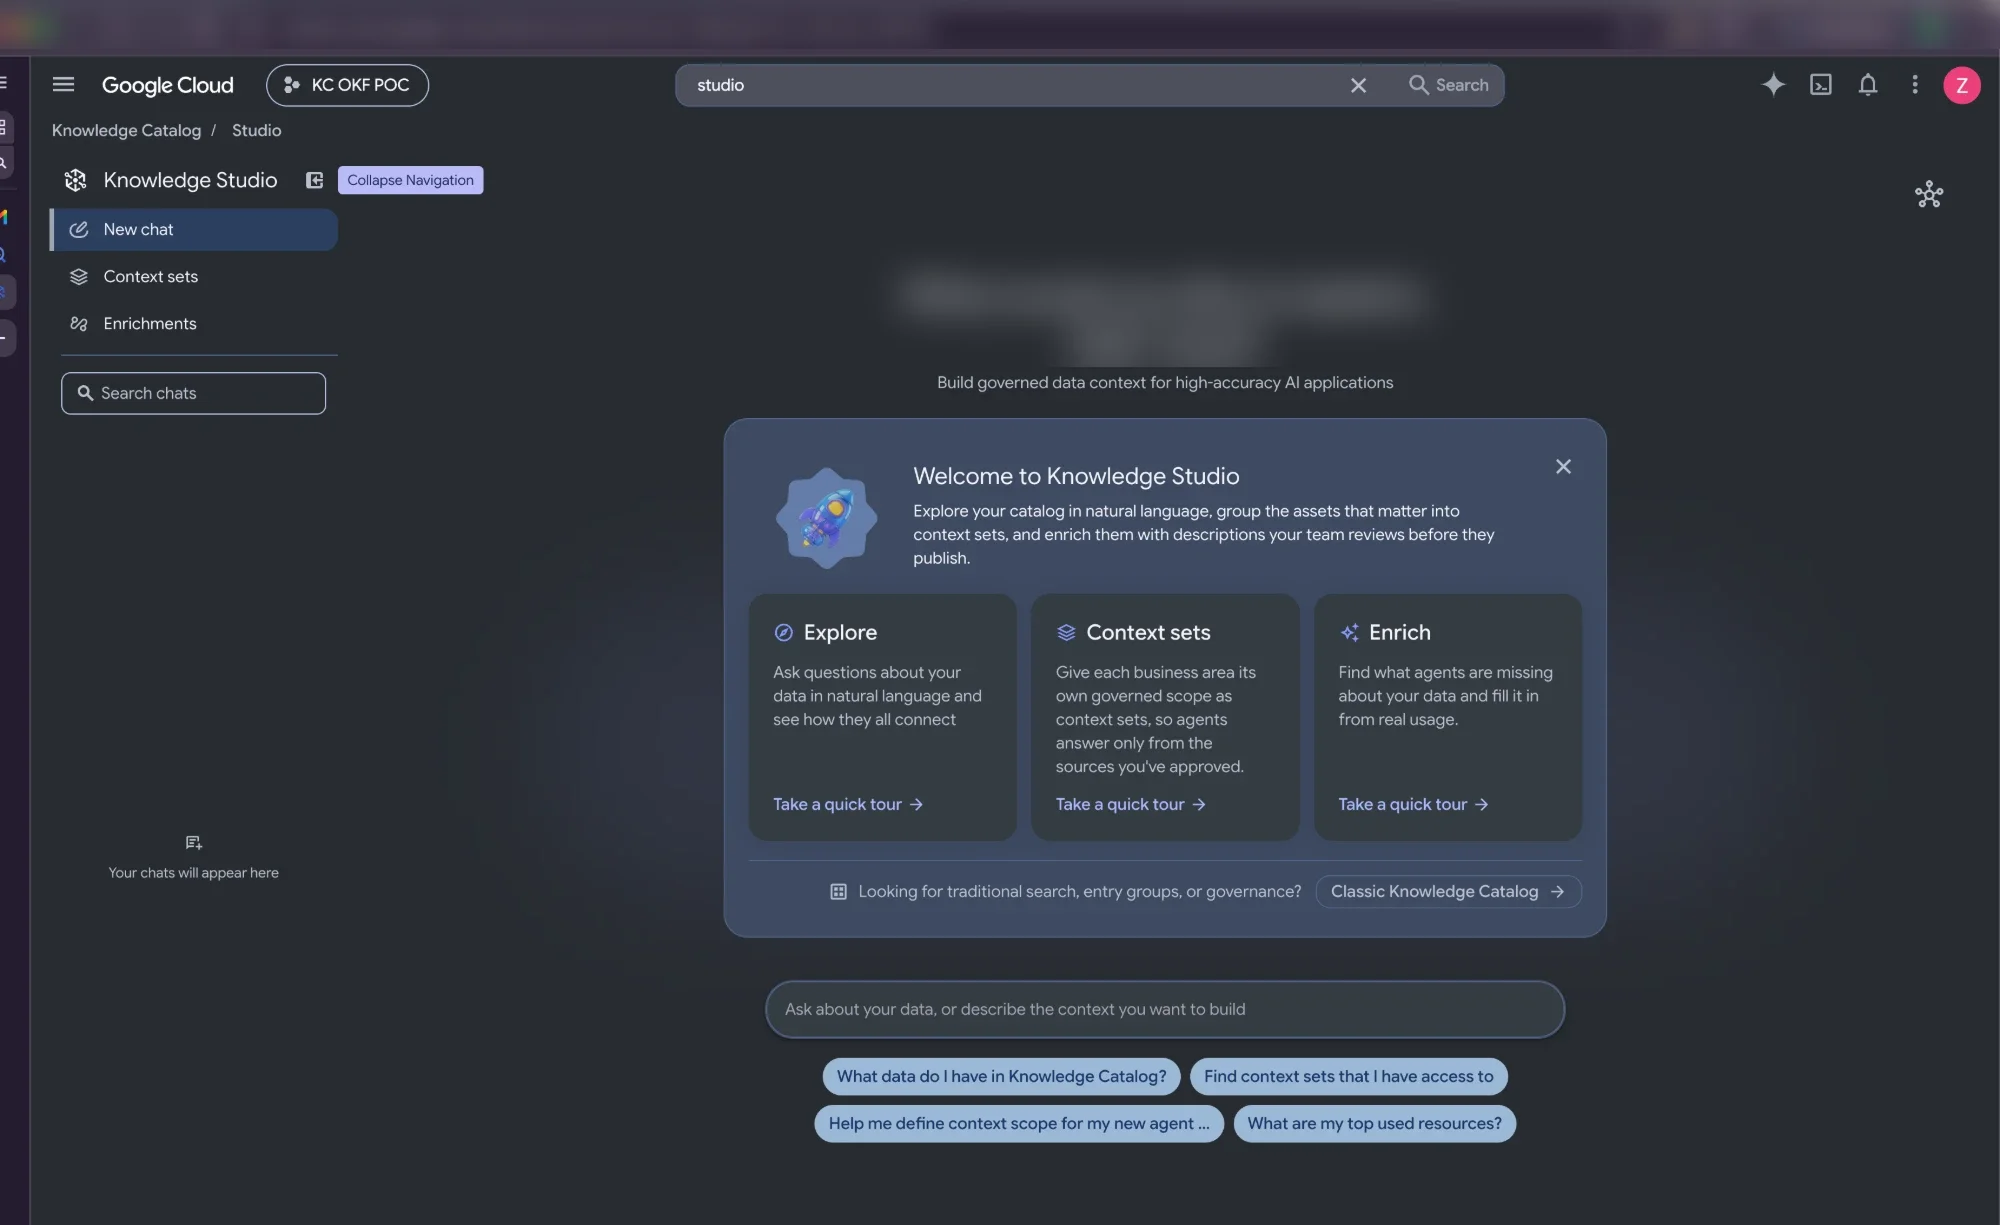 Google Cloud
KC OKF POC
studio
Search
Z
Knowledge Catalog / Studio
Knowledge Studio
Collapse Navigation
New chat
Context sets
Enrichments
Search chats
Your chats will appear here
Build governed data context for high-accuracy AI applications
Welcome to Knowledge Studio
Explore your catalog in natural language, group the assets that matter into
context sets, and enrich them with descriptions your team reviews before they
publish.
Explore
Ask questions about your
data in natural language and
see how they all connect
Take a quick tour →
Context sets
Give each business area its
own governed scope as
context sets, so agents
answer only from the
sources you've approved.
Take a quick tour →
Enrich
Find what agents are missing
about your data and fill it in
from real usage.
Take a quick tour →
Looking for traditional search, entry groups, or governance?
Classic Knowledge Catalog →
Ask about your data, or describe the context you want to build
What data do I have in Knowledge Catalog?
Find context sets that I have access to
Help me define context scope for my new agent ...
What are my top used resources?